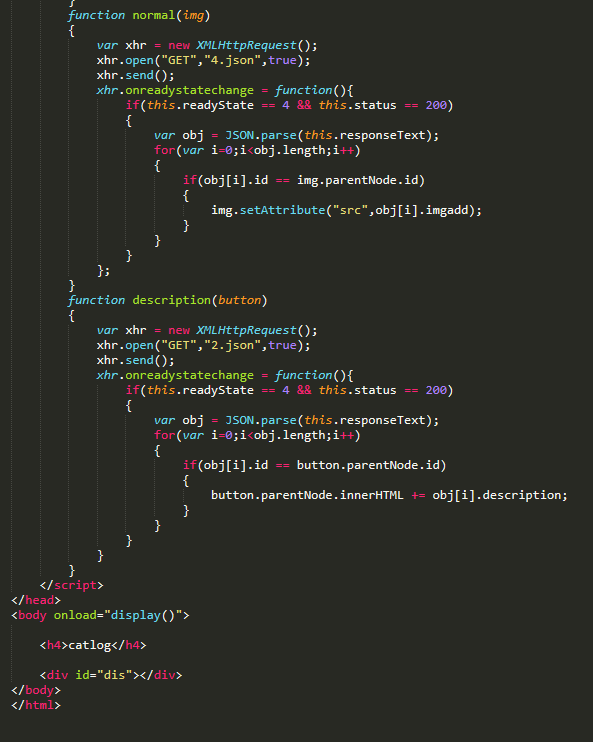 }
function normal(img)
{
var xhr = new XMLHttpRequest();
xhr.open("GET","4.json",true);
xhr.send();
xhr.onreadystatechange = function(){
if(this.readyState == 4 && this.status == 200)
{
var obj = JSON.parse(this.responseText);
for(var i=0;i<obj.length;i++)
{
if(obj[i].id == img.parentNode.id)
{
img.setAttribute("src",obj[i].imgadd);
}
}
}
};
}
function description(button)
{
var xhr = new XMLHttpRequest();
xhr.open("GET","2.json",true);
xhr.send();
xhr.onreadystatechange = function(){
if(this.readyState == 4 && this.status == 200)
{
var obj = JSON.parse(this.responseText);
for(var i=0;i<obj.length;i++)
{
if(obj[i].id == button.parentNode.id)
{
button.parentNode.innerHTML += obj[i].description;
}
}
}
}
}
</script>
</head>
<body onload="display()">
<h4>catlog</h4>
<div id="dis"></div>
</body>
</html>